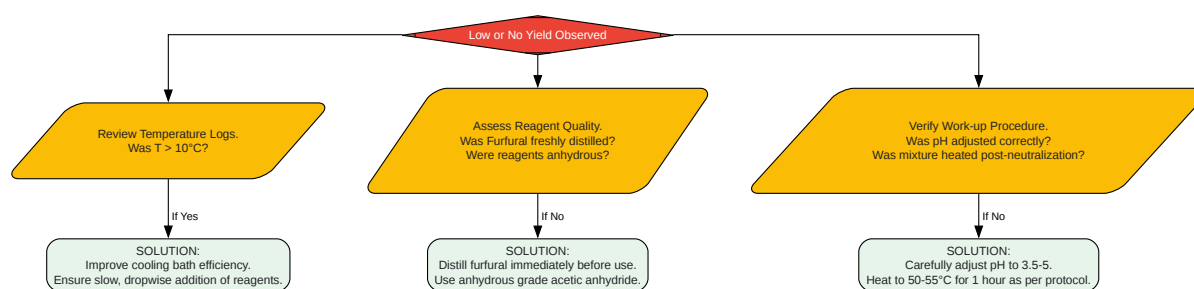 Low or No Yield Observed
Review Temperature Logs.
Was T > 10°C?
Assess Reagent Quality.
Was Furfural freshly distilled?
Were reagents anhydrous?
Verify Work-up Procedure.
Was pH adjusted correctly?
Was mixture heated post-neutralization?
If Yes
If No
If No
SOLUTION:
Improve cooling bath efficiency.
Ensure slow, dropwise addition of reagents.
SOLUTION:
Distill furfural immediately before use.
Use anhydrous grade acetic anhydride.
SOLUTION:
Carefully adjust pH to 3.5-5.
Heat to 50-55°C for 1 hour as per protocol.